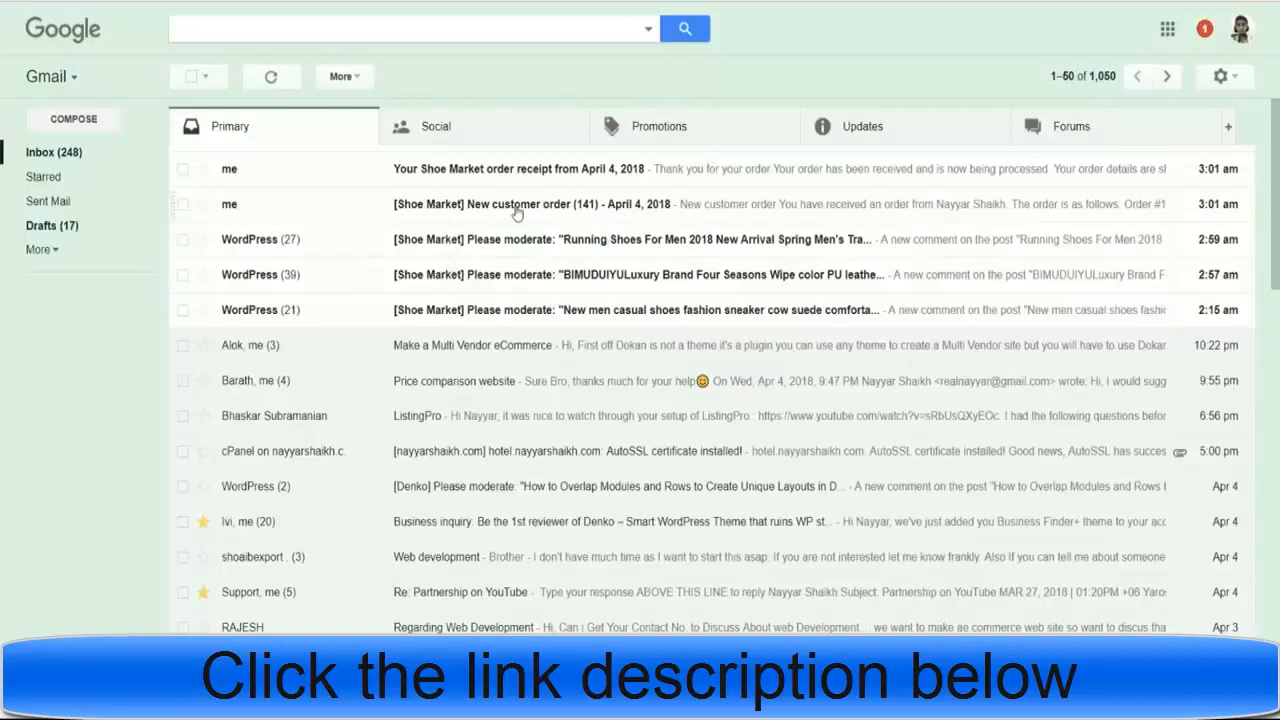 Google
4
Gmail
More
1–50 of 1,050
COMPOSE
Primary
Social
Promotions
Updates
Forums
+
Inbox (248)
Starred
Sent Mail
Drafts (17)
More
me Your Shoe Market order receipt from April 4, 2018 - Thank you for your order Your order has been received and is now being processed. Your order details are sl 3:01 am
me [Shoe Market] New customer order (141) - April 4, 2018 - New customer order You have received an order from Nayyar Shaikh. The order is as follows. Order #1 3:01 am
WordPress (27) [Shoe Market] Please moderate: "Running Shoes For Men 2018 New Arrival Spring Men's Tra... - A new comment on the post "Running Shoes For Men 2018 2:59 am
WordPress (39) [Shoe Market] Please moderate: "BIMUDUIYULuxury Brand Four Seasons Wipe color PU leathe... - A new comment on the post "BIMUDUIYULuxury Brand F 2:57 am
WordPress (21) [Shoe Market] Please moderate: "New men casual shoes fashion sneaker cow suede comforta... - A new comment on the post "New men casual shoes fashi 2:15 am
Alok, me (3) Make a Multi Vendor eCommerce - Hi, First off Dokan is not a theme it's a plugin you can use any theme to create a Multi Vendor site but you will have to use Dokar 10:22 pm
Barath, me (4) Price comparison website - Sure Bro, thanks much for your help😀 On Wed, Apr 4, 2018, 9:47 PM Nayyar Shaikh <realnayyar@gmail.com> wrote: Hi, I would sugg 9:55 pm
Bhaskar Subramanian ListingPro - Hi Nayyar, it was nice to watch through your setup of ListingPro : https://www.youtube.com/watch?v=sRbUsQXyEOc. I had the following questions befor 6:56 pm
cPanel on nayyarshaikh.c. [nayyarshaikh.com] hotel.nayyarshaikh.com: AutoSSL certificate installed! - hotel.nayyarshaikh.com. AutoSSL certificate installed! Good news, AutoSSL has succes 5:00 pm
WordPress (2) [Denko] Please moderate: "How to Overlap Modules and Rows to Create Unique Layouts in D... - A new comment on the post "How to Overlap Modules and Rows t Apr 4
Ivi, me (20) Business inquiry: Be the 1st reviewer of Denko – Smart WordPress Theme that ruins WP st... - Hi Nayyar, we've just added you Business Finder+ theme to your acc Apr 4
shoaibexport . (3) Web development - Brother - I don't have much time as I want to start this asap. If you are not interested let me know frankly. Also If you can tell me about someone Apr 4
Support, me (5) Re: Partnership on YouTube - Type your response ABOVE THIS LINE to reply Nayyar Shaikh Subject: Partnership on YouTube MAR 27, 2018 | 01:20PM +06 Yaros Apr 4
RAJESH Regarding Web Development - Hi, Can i Get Your Contact No. to Discuss About web Development.... we want to make ae commerce web site so want to discus tha Apr 3
Click the link description below